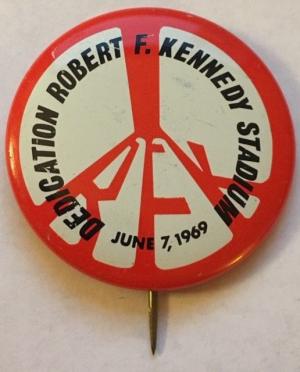 DEDICATION ROBERT F. KENNEDY STADIUM
RFK
JUNE 7, 1969